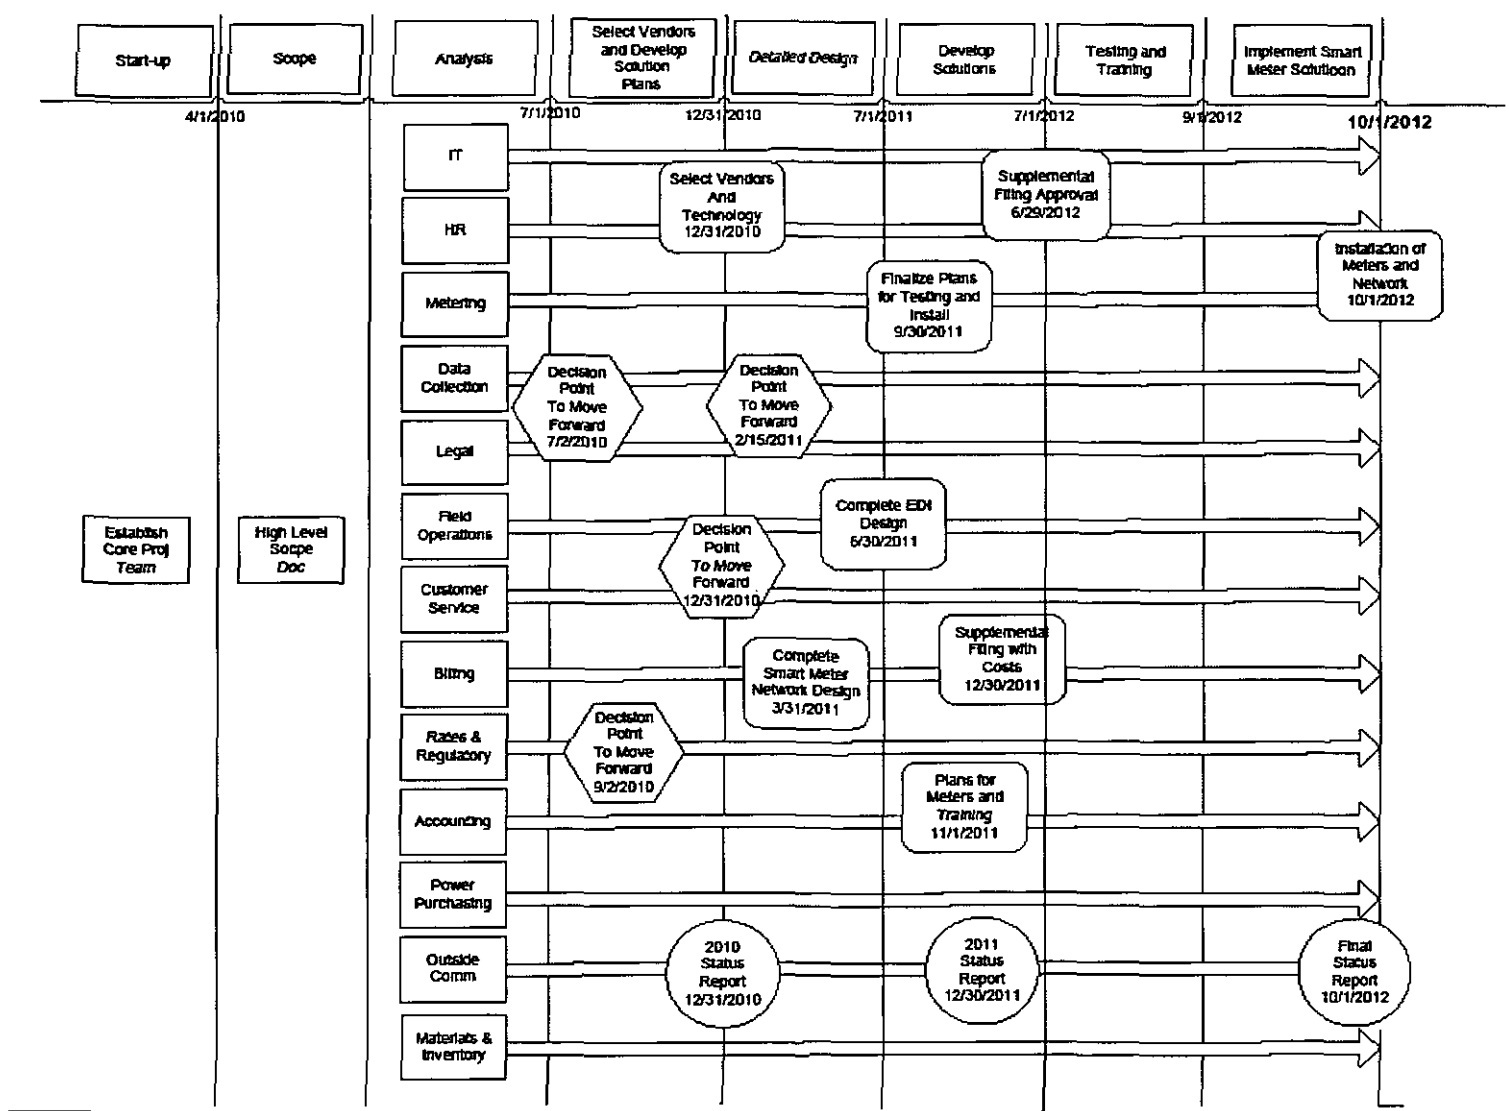 Start-up
Scope
Analysis
Select Vendors
and Develop
Solution
Plans
Detailed Design
Develop
Solutions
Testing and
Training
Implement Smart
Meter Solutioon
4/1/2010
7/1/2010
12/31/2010
7/1/2011
7/1/2012
9/1/2012
10/1/2012
IT
Select Vendors
And
Technology
12/31/2010
Supplemental
Filing Approval
6/29/2012
HR
Installation of
Meters and
Network
10/1/2012
Metering
Finalize Plans
for Testing and
Install
9/30/2011
Data
Collection
Decision
Point
To Move
Forward
7/2/2010
Decision
Point
To Move
Forward
2/15/2011
Legal
Field
Operations
Complete EDI
Design
6/30/2011
Establish
Core Proj
Team
High Level
Socpe
Doc
Decision
Point
To Move
Forward
12/31/2010
Customer
Service
Billing
Complete
Smart Meter
Network Design
3/31/2011
Supplemental
Filing with
Costs
12/30/2011
Rates &
Regulatory
Decision
Point
To Move
Forward
9/2/2010
Plans for
Meters and
Training
11/1/2011
Accounting
Power
Purchasing
Outside
Comm
2010
Status
Report
12/31/2010
2011
Status
Report
12/30/2011
Final
Status
Report
10/1/2012
Materials &
Inventory